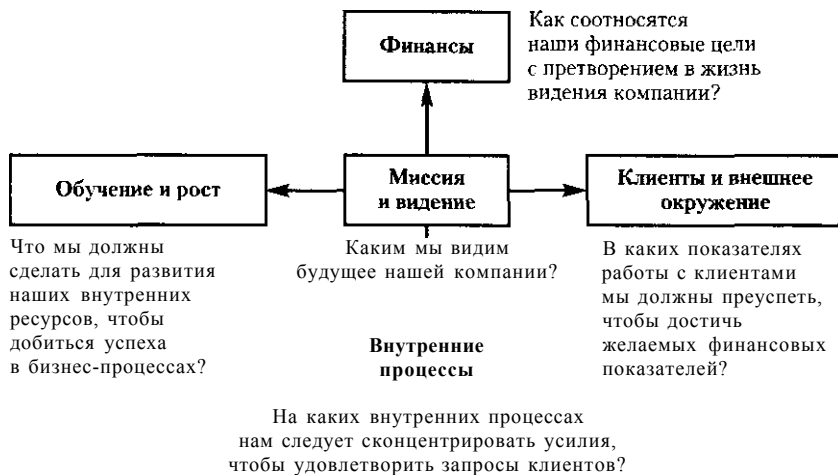 Финансы
Как соотносятся
наши финансовые цели
с претворением в жизнь
видения компании?
Обучение и рост
Миссия
и видение
Клиенты и внешнее
окружение
Что мы должны
сделать для развития
наших внутренних
ресурсов, чтобы
добиться успеха
в бизнес-процессах?
Каким мы видим
будущее нашей компании?
В каких показателях
работы с клиентами
мы должны преуспеть,
чтобы достичь
желаемых финансовых
показателей?
Внутренние
процессы
На каких внутренних процессах
нам следует сконцентрировать усилия,
чтобы удовлетворить запросы клиентов?